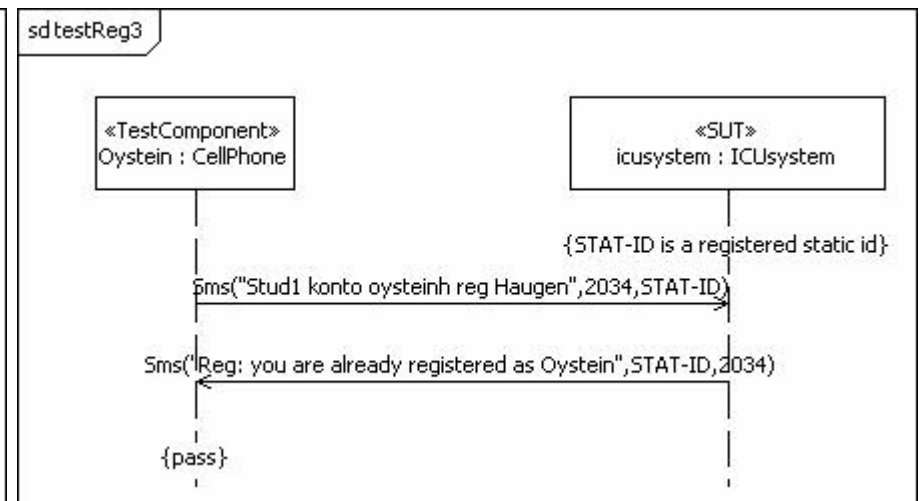 sd testReg3
«TestComponent»
Oystein : CellPhone
«SUT»
icusystem : ICUsystem
{STAT-ID is a registered static id}
Sms("Stud1 konto oysteinh reg Haugen",2034,STAT-ID)
Sms("Reg: you are already registered as Oystein",STAT-ID,2034)
{pass}